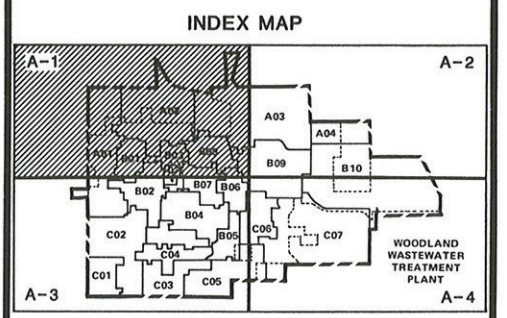 INDEX MAP
A-1
A-2
A-3
A-4
A03
A04
B09
B10
B02
B07
B06
B04
B05
C02
C04
C06
C07
C01
C03
C05
WOODLAND
WASTEWATER
TREATMENT
PLANT